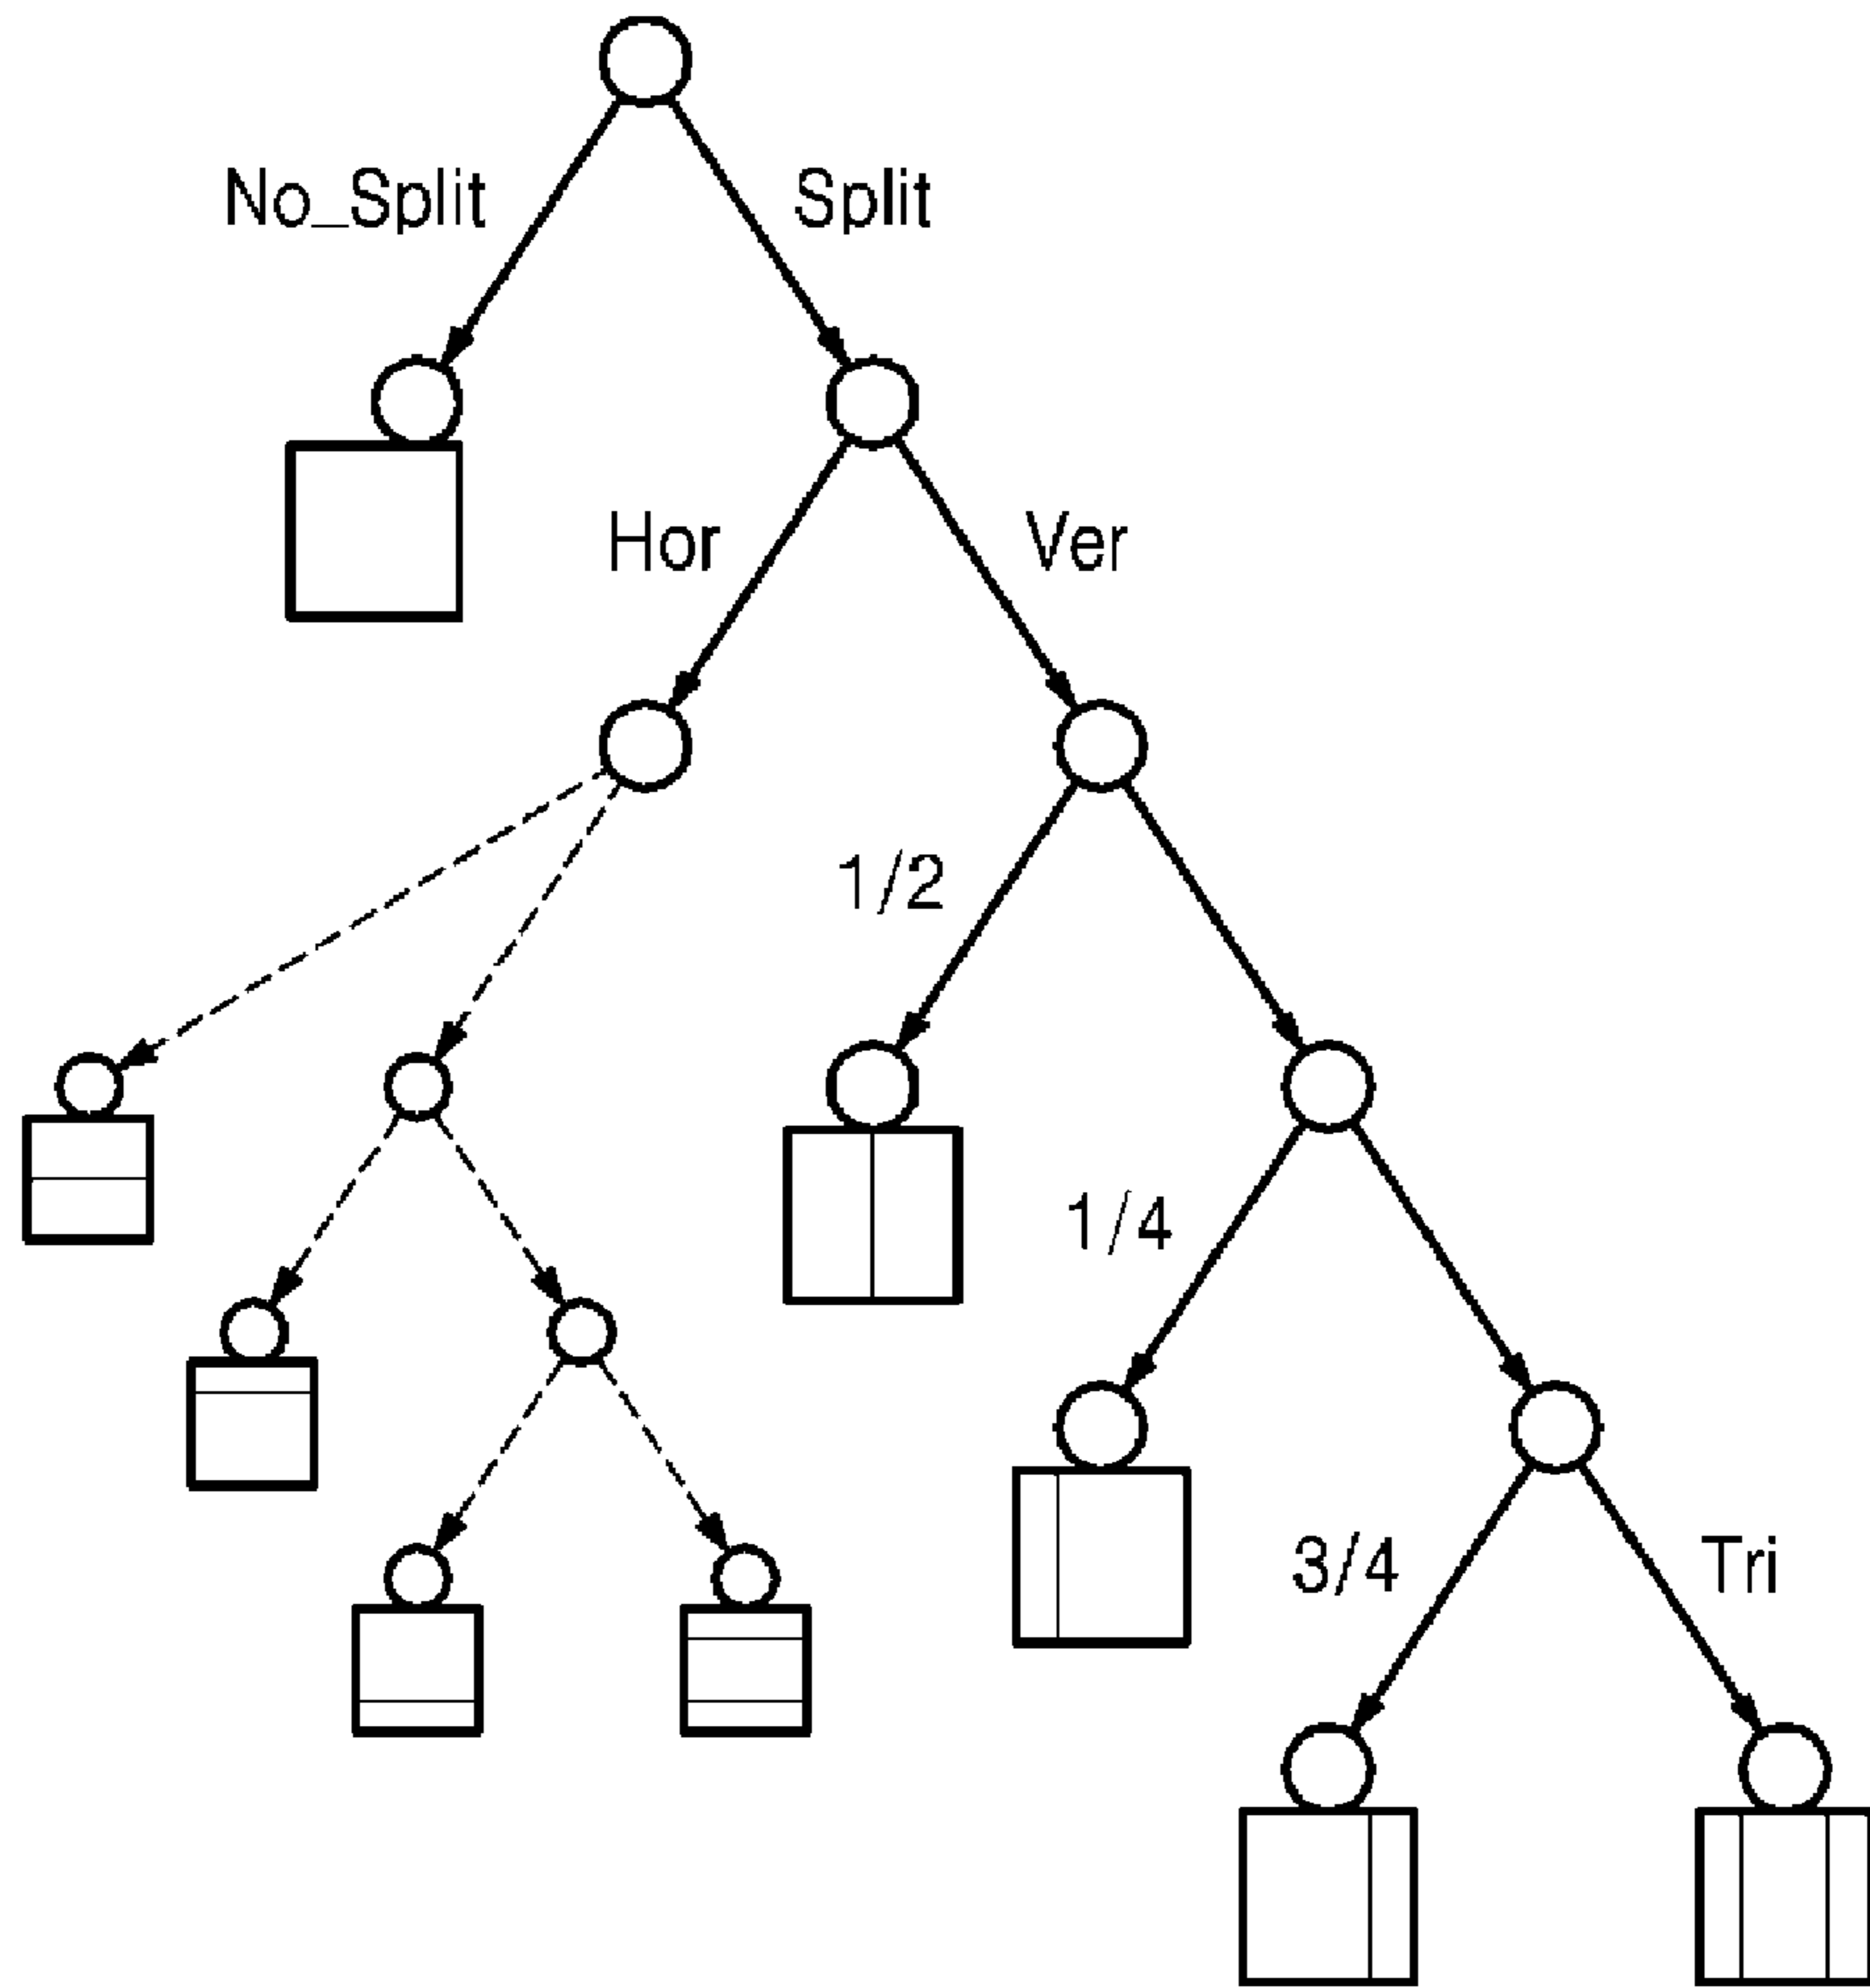 No_Split
Split
Hor
Ver
1/2
1/4
3/4
Tri